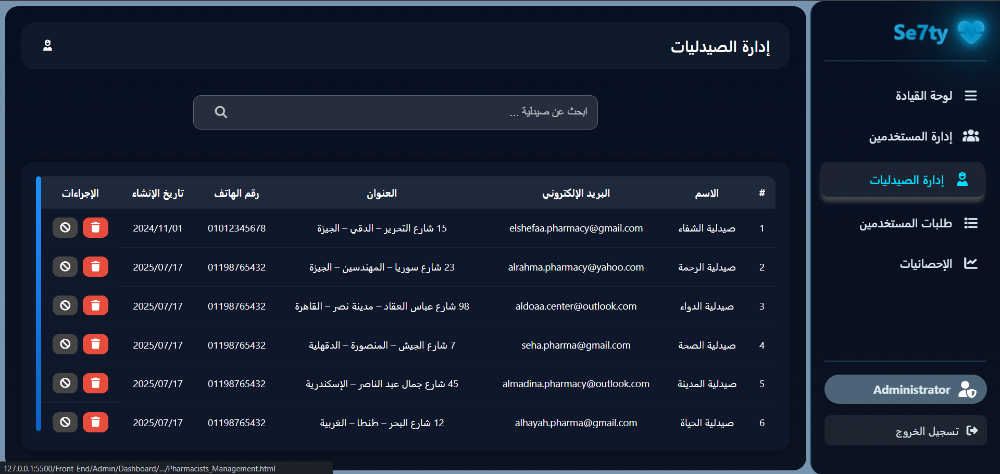 Se7ty
لوحة القيادة
إدارة المستخدمين
إدارة الصيدليات
طلبات المستخدمين
الإحصائيات
Administrator
تسجيل الخروج
إدارة الصيدليات
ابحث عن صيدلية ...
# الاسم البريد الإلكتروني العنوان رقم الهاتف تاريخ الإنشاء الإجراءات
1 صيدلية الشفاء elshefaa.pharmacy@gmail.com 15 شارع التحرير – الدقي – الجيزة 01012345678 2024/11/01
2 صيدلية الرحمة alrahma.pharmacy@yahoo.com 23 شارع سوريا – المهندسين – الجيزة 01198765432 2025/07/17
3 صيدلية الدواء aldoaa.center@outlook.com 98 شارع عباس العقاد – مدينة نصر – القاهرة 01198765432 2025/07/17
4 صيدلية الصحة seha.pharma@gmail.com 7 شارع الجيش – المنصورة – الدقهلية 01198765432 2025/07/17
5 صيدلية المدينة almadina.pharmacy@outlook.com 45 شارع جمال عبد الناصر – الإسكندرية 01198765432 2025/07/17
6 صيدلية الحياة alhayah.pharma@gmail.com 12 شارع البحر – طنطا – الغربية 01198765432 2025/07/17
127.0.0.1:5500/Front-End/Admin/Dashboard/.../Pharmacists_Management.html